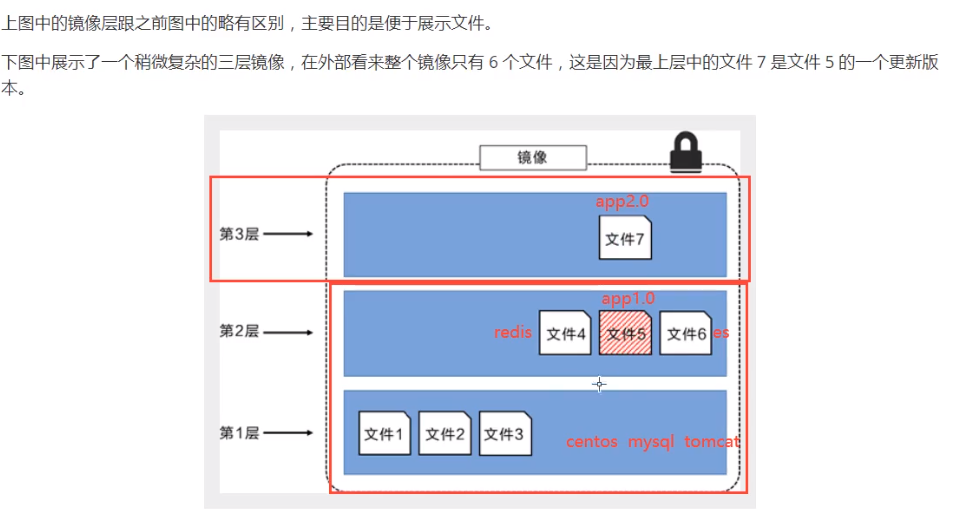 上图中的镜像层跟之前图中的略有区别，主要目的是便于展示文件。
下图中展示了一个稍微复杂的三层镜像，在外部看来整个镜像只有 6 个文件，这是因为最上层中的文件 7 是文件 5 的一个更新版
本。
镜像
app2.0
第3层
文件7
app1.0
第2层
redis 文件4 文件5 文件6 es
第1层
文件1 文件2 文件3
centos mysql tomcat